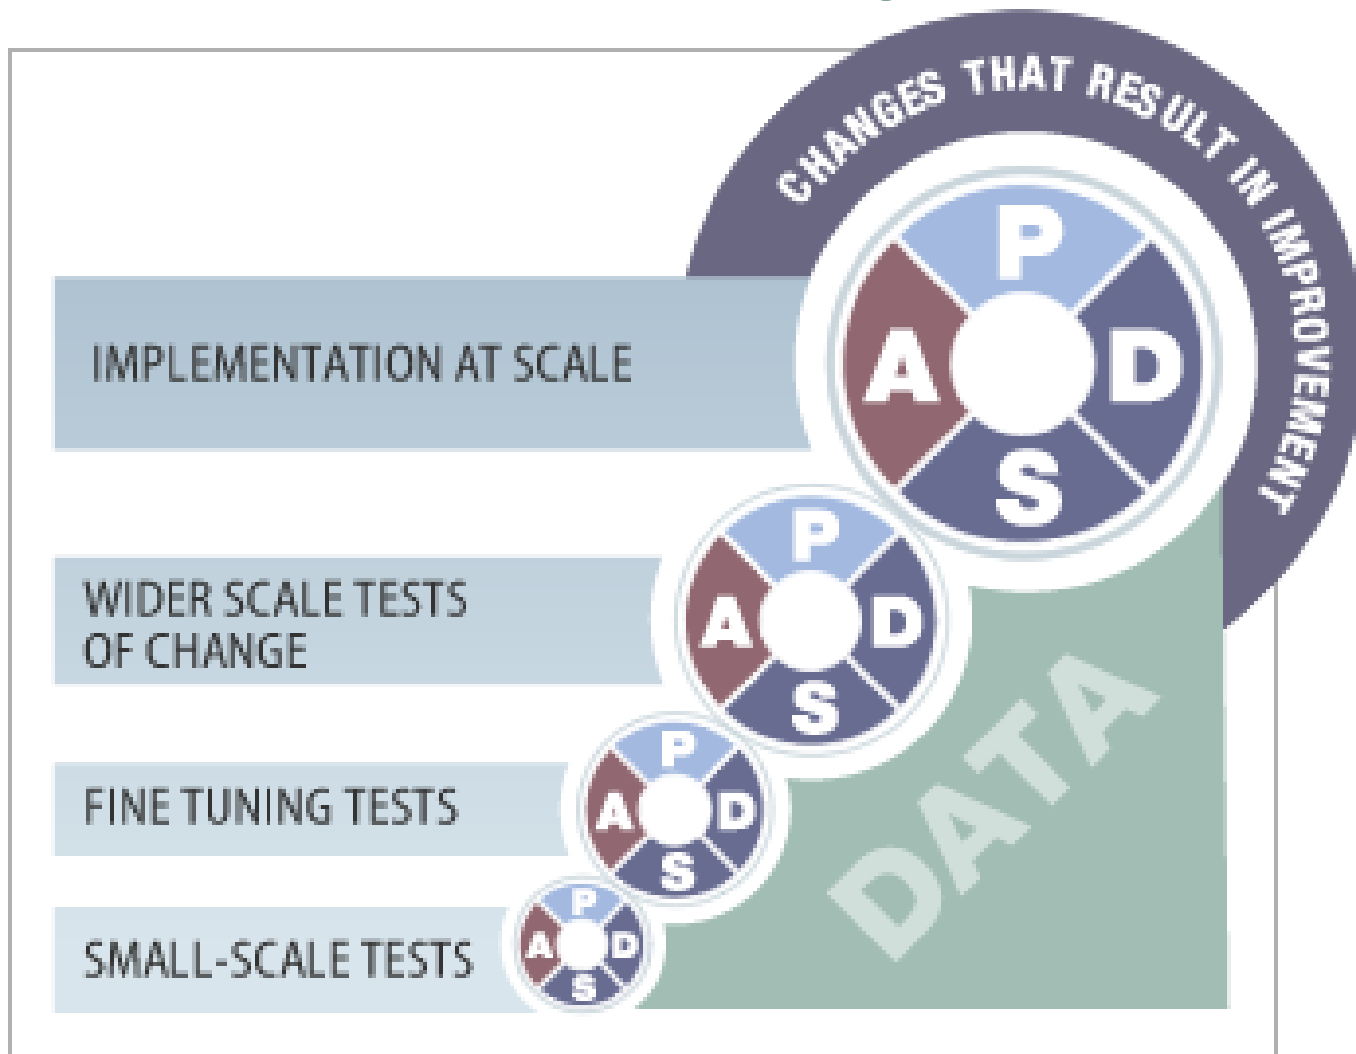 CHANGES THAT RESULT IN IMPROVEMENT
P
A
D
S
IMPLEMENTATION AT SCALE
P
A
D
S
WIDER SCALE TESTS
OF CHANGE
P
A
D
S
FINE TUNING TESTS
P
A
D
S
SMALL-SCALE TESTS
DATA